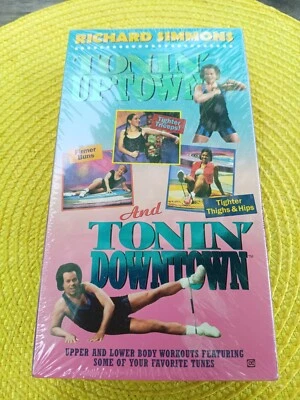 RICHARD SIMMONS
TONIN'
UPTOWN
Tighter Triceps
Firmer Buns
Tighter
Thighs & Hips
And
TONIN'
DOWNTOWN™
UPPER AND LOWER BODY WORKOUTS FEATURING
SOME OF YOUR FAVORITE TUNES